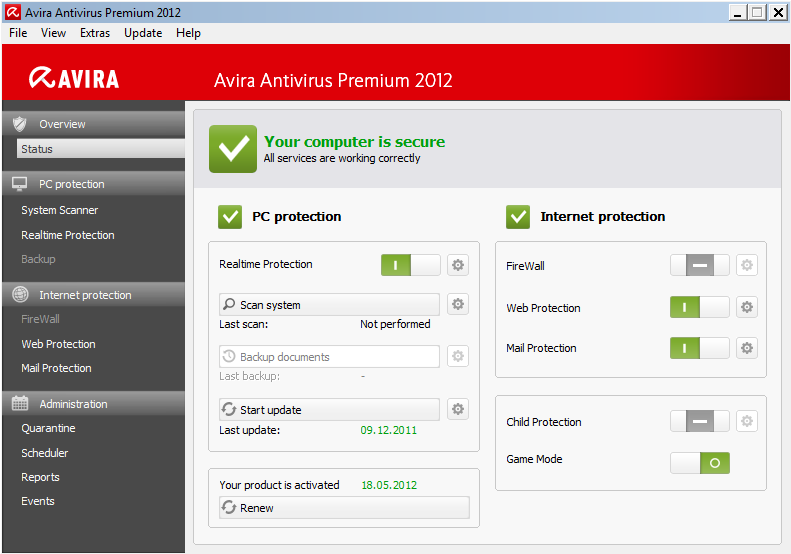 Avira Antivirus Premium 2012
File View Extras Update Help
AVIRA
Avira Antivirus Premium 2012
Overview
Status
PC protection
System Scanner
Realtime Protection
Backup
Internet protection
FireWall
Web Protection
Mail Protection
Administration
Quarantine
Scheduler
Reports
Events
Your computer is secure
All services are working correctly
PC protection
Realtime Protection
Scan system
Last scan: Not performed
Backup documents
Last backup: -
Start update
Last update: 09.12.2011
Your product is activated 18.05.2012
Renew
Internet protection
FireWall
Web Protection
Mail Protection
Child Protection
Game Mode